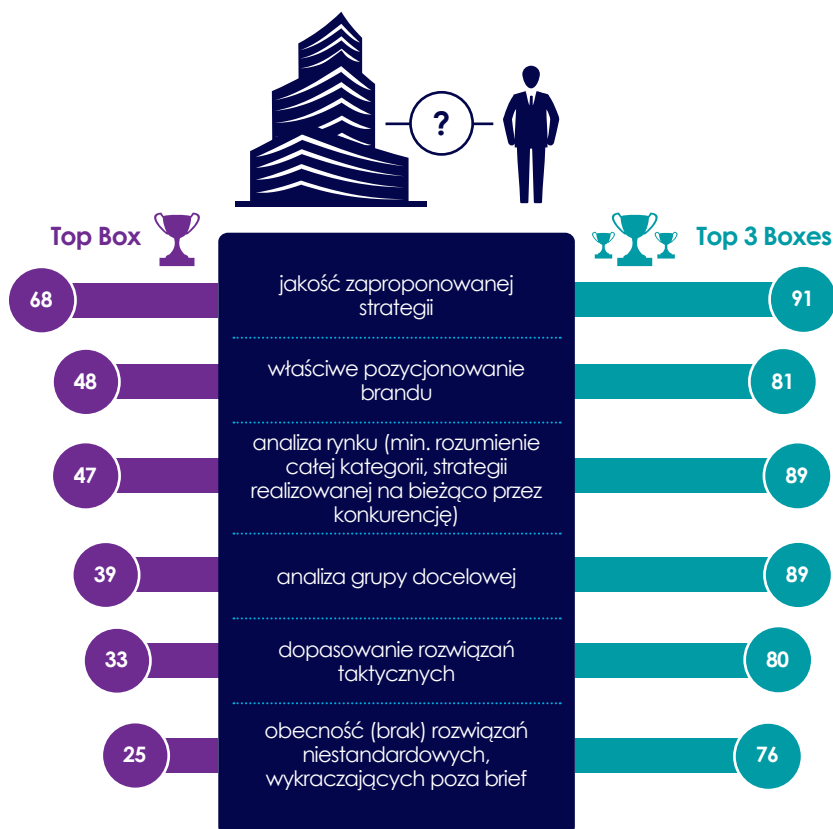 ?
Top Box
Top 3 Boxes
68
jakość zaproponowanej
strategii
91
48
właściwe pozycjonowanie
brandu
81
47
analiza rynku (min. rozumienie
całej kategorii, strategii
realizowanej na bieżąco przez
konkurencję)
89
39
analiza grupy docelowej
89
33
dopasowanie rozwiązań
taktycznych
80
25
obecność (brak) rozwiązań
niestandardowych,
wykraczających poza brief
76